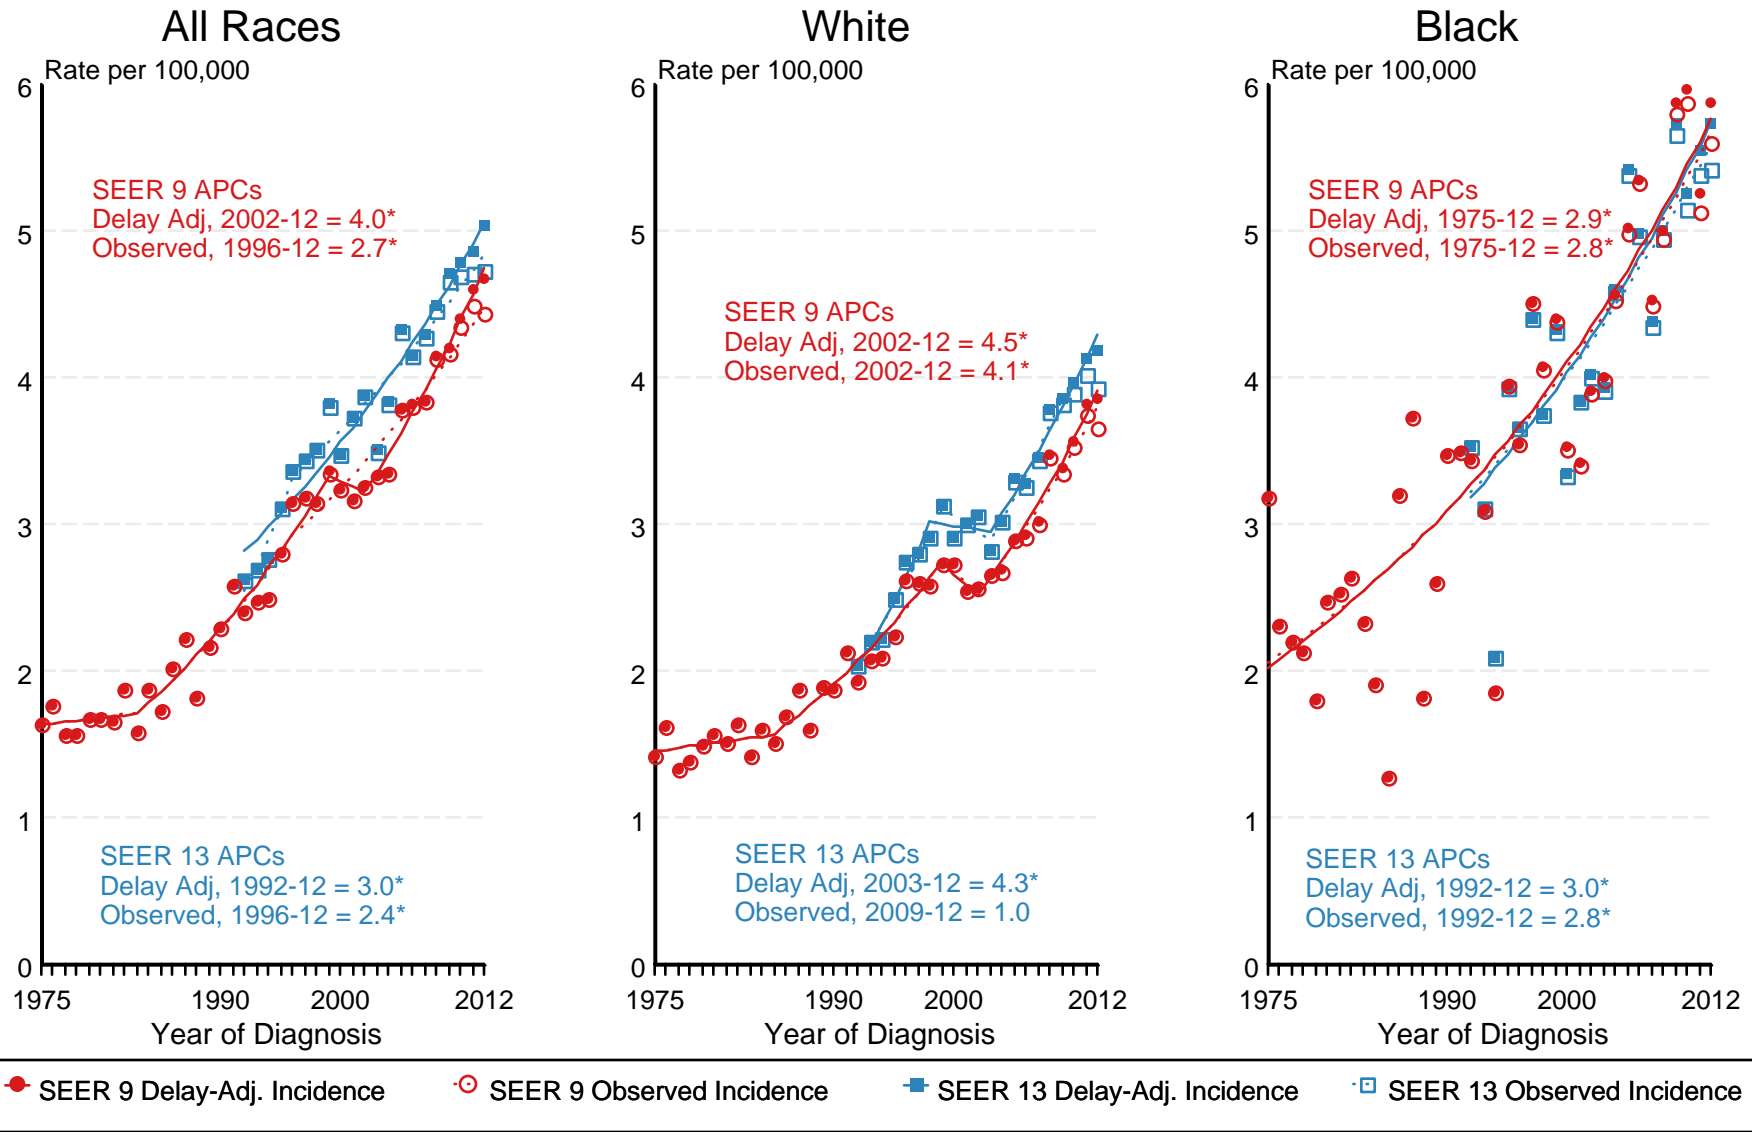 All Races
Rate per 100,000
6
5
4
3
2
1
0
SEER 9 APCs
Delay Adj, 2002-12 = 4.0*
Observed, 1996-12 = 2.7*
SEER 13 APCs
Delay Adj, 1992-12 = 3.0*
Observed, 1996-12 = 2.4*
1975 1990 2000 2012
Year of Diagnosis
White
Rate per 100,000
6
5
4
3
2
1
0
SEER 9 APCs
Delay Adj, 2002-12 = 4.5*
Observed, 2002-12 = 4.1*
SEER 13 APCs
Delay Adj, 2003-12 = 4.3*
Observed, 2009-12 = 1.0
1975 1990 2000 2012
Year of Diagnosis
Black
Rate per 100,000
6
5
4
3
2
1
0
SEER 9 APCs
Delay Adj, 1975-12 = 2.9*
Observed, 1975-12 = 2.8*
SEER 13 APCs
Delay Adj, 1992-12 = 3.0*
Observed, 1992-12 = 2.8*
1975 1990 2000 2012
Year of Diagnosis
SEER 9 Delay-Adj. Incidence SEER 9 Observed Incidence SEER 13 Delay-Adj. Incidence SEER 13 Observed Incidence